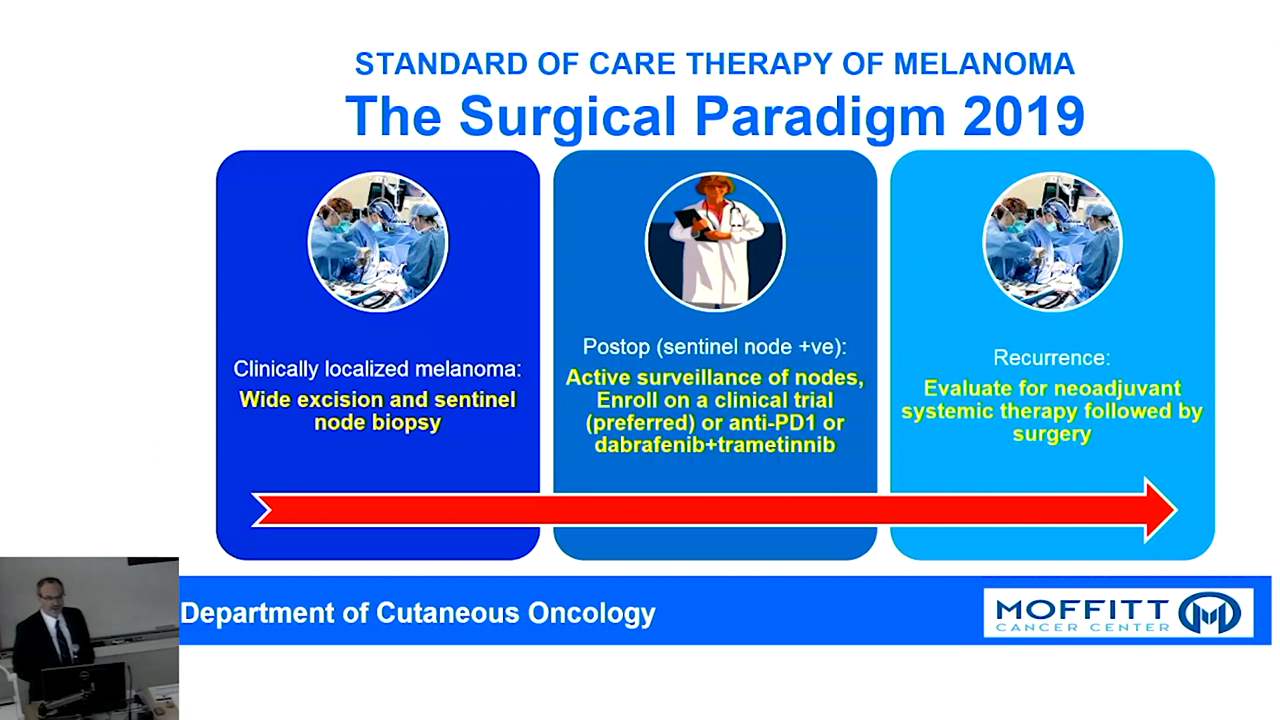 STANDARD OF CARE THERAPY OF MELANOMA
The Surgical Paradigm 2019
Clinically localized melanoma:
Wide excision and sentinel
node biopsy
Postop (sentinel node +ve):
Active surveillance of nodes,
Enroll on a clinical trial
(preferred) or anti-PD1 or
dabrafenib+trametinnib
Recurrence:
Evaluate for neoadjuvant
systemic therapy followed by
surgery
Department of Cutaneous Oncology
MOFFITT
CANCER CENTER